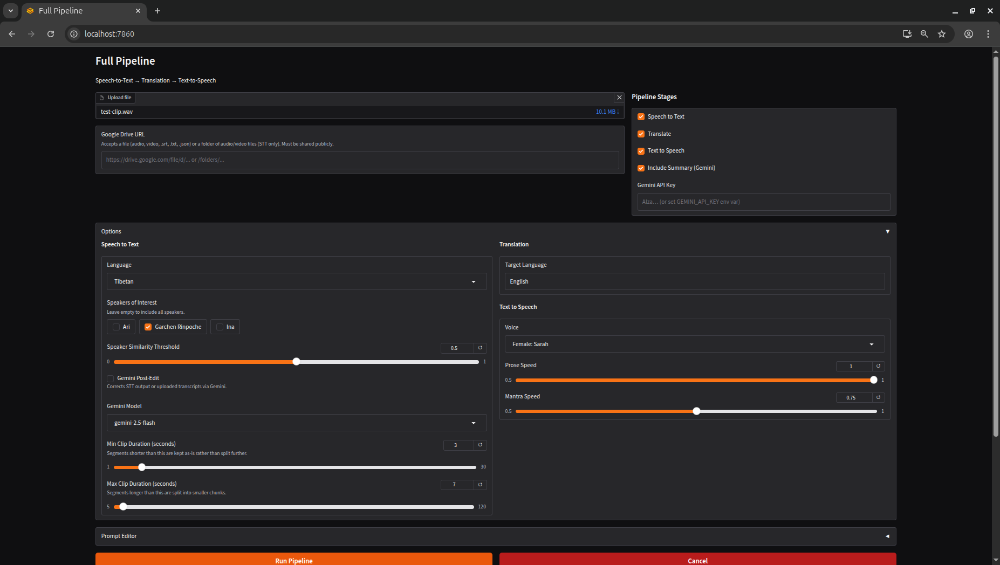 Full Pipeline
localhost:7860
Full Pipeline
Speech-to-Text → Translation → Text-to-Speech
Upload file
test-clip.wav
10.1 MB ↓
Google Drive URL
Accepts a file (audio, video, .srt, .txt, .json) or a folder of audio/video files (STT only). Must be shared publicly.
https://drive.google.com/file/d/... or /folders/...
Pipeline Stages
Speech to Text
Translate
Text to Speech
Include Summary (Gemini)
Gemini API Key
AIza... (or set GEMINI_API_KEY env var)
Options
Speech to Text
Language
Tibetan
Speakers of Interest
Leave empty to include all speakers.
Ari
Garchen Rinpoche
Ina
Speaker Similarity Threshold
0.5
0
1
Gemini Post-Edit
Corrects STT output or uploaded transcripts via Gemini.
Gemini Model
gemini-2.5-flash
Min Clip Duration (seconds)
3
Segments shorter than this are kept as-is rather than split further.
1
30
Max Clip Duration (seconds)
7
Segments longer than this are split into smaller chunks.
5
120
Translation
Target Language
English
Text to Speech
Voice
Female: Sarah
Prose Speed
1
0.5
1
Mantra Speed
0.75
0.5
1
Prompt Editor
Run Pipeline
Cancel